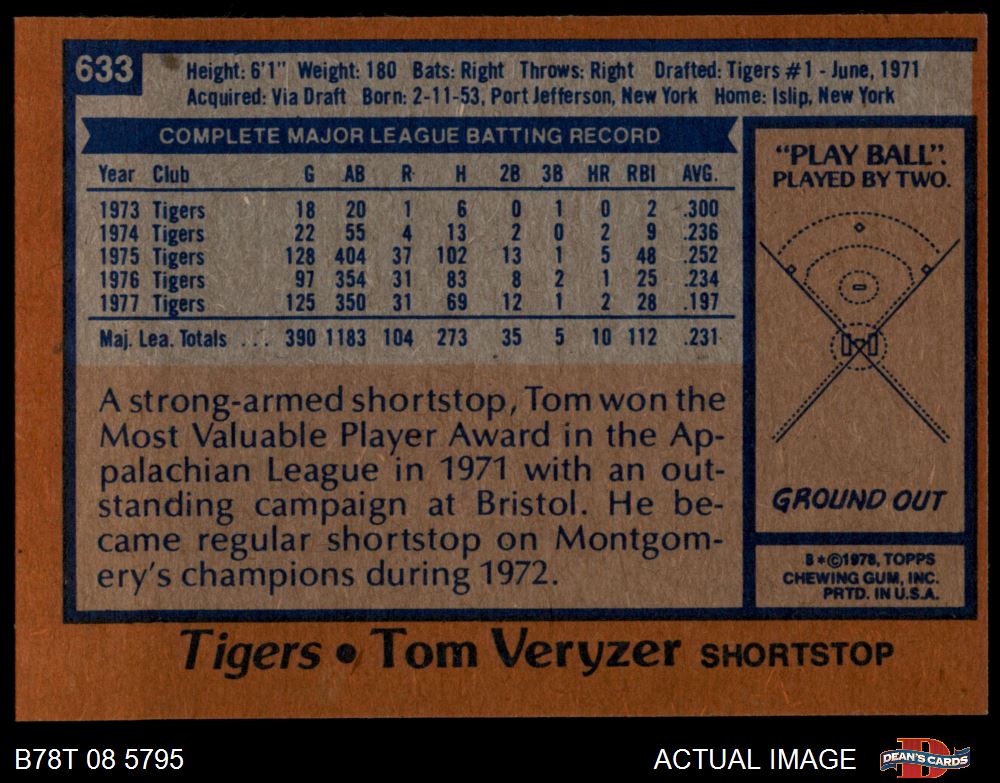 633
Height: 6'1" Weight: 180 Bats: Right Throws: Right Drafted: Tigers #1 - June, 1971
Acquired: Via Draft Born: 2-11-53, Port Jefferson, New York Home: Islip, New York
COMPLETE MAJOR LEAGUE BATTING RECORD
Year Club G AB R H 2B 3B HR RBI AVG.
1973 Tigers 18 20 1 6 0 1 0 2 .300
1974 Tigers 22 55 4 13 2 0 2 9 .236
1975 Tigers 128 404 37 102 13 1 5 48 .252
1976 Tigers 97 354 31 83 8 2 1 25 .234
1977 Tigers 125 350 31 69 12 1 2 28 .197
Maj. Lea. Totals ... 390 1183 104 273 35 5 10 112 .231
A strong-armed shortstop, Tom won the
Most Valuable Player Award in the Ap-
palachian League in 1971 with an out-
standing campaign at Bristol. He be-
came regular shortstop on Montgom-
ery's champions during 1972.
"PLAY BALL".
PLAYED BY TWO.
GROUND OUT
B*©1978, TOPPS
CHEWING GUM, INC.
PRTD. IN U.S.A.
Tigers • Tom Veryzer SHORTSTOP
B78T 08 5795
ACTUAL IMAGE
DEAN'S CARDS